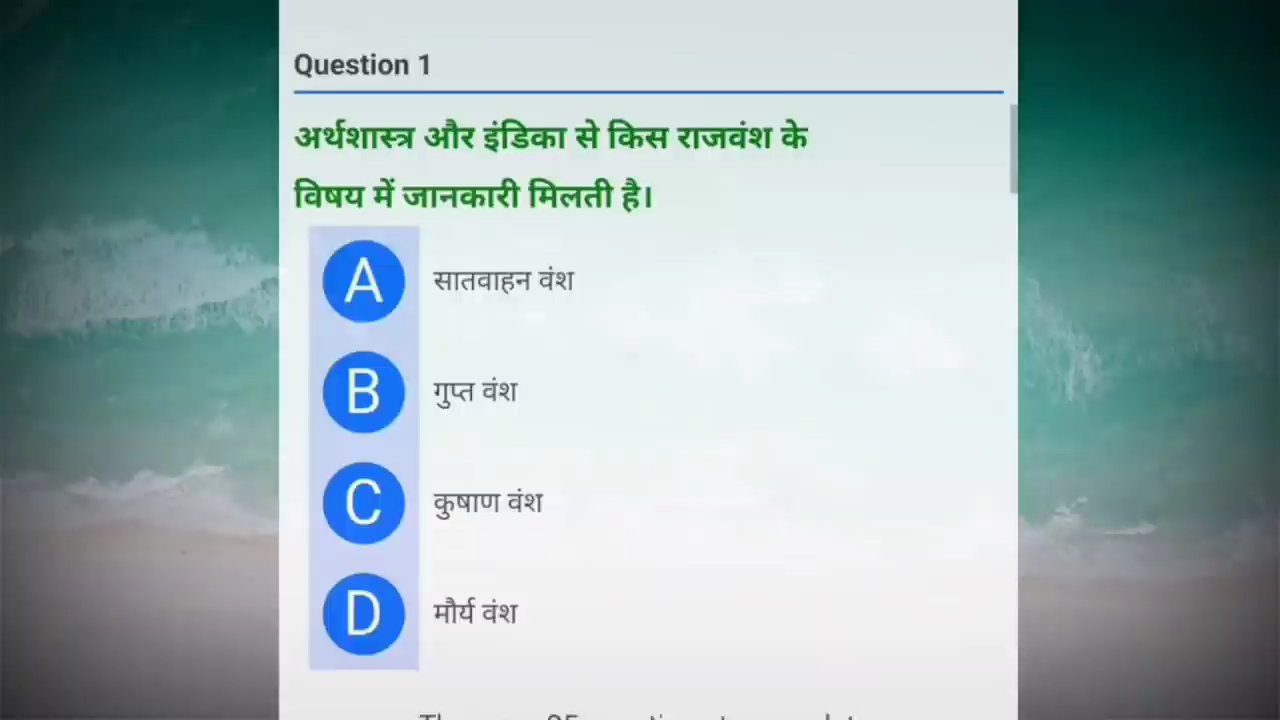 Question 1
अर्थशास्त्र और इंडिका से किस राजवंश के
विषय में जानकारी मिलती है।
A सातवाहन वंश
B गुप्त वंश
C कुषाण वंश
D मौर्य वंश